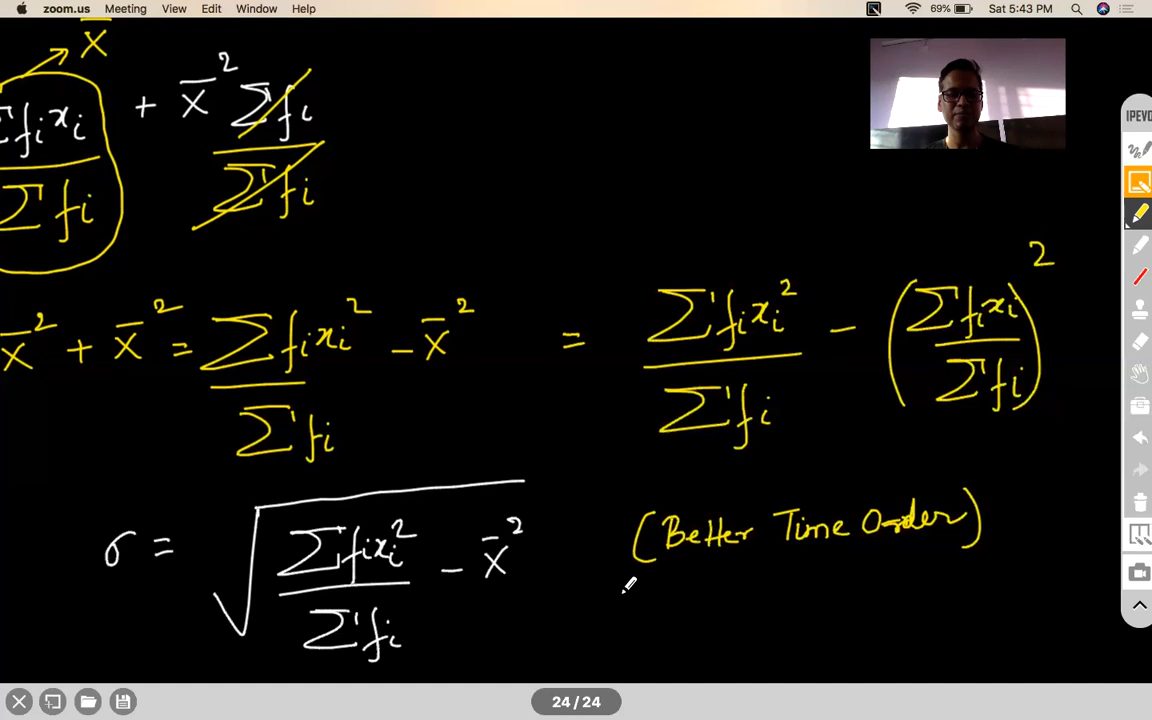 zoom.us Meeting View Edit Window Help 69% Sat 5:43 PM
x̄
Σfᵢxᵢ / Σfᵢ + x̄² Σfᵢ / Σfᵢ
IPEVO
x̄² + x̄² = Σfᵢxᵢ² / Σfᵢ - x̄² = Σfᵢxᵢ² / Σfᵢ - (Σfᵢxᵢ / Σfᵢ)²
σ = √(Σfᵢxᵢ² / Σfᵢ - x̄²) (Better Time Order)
24/24